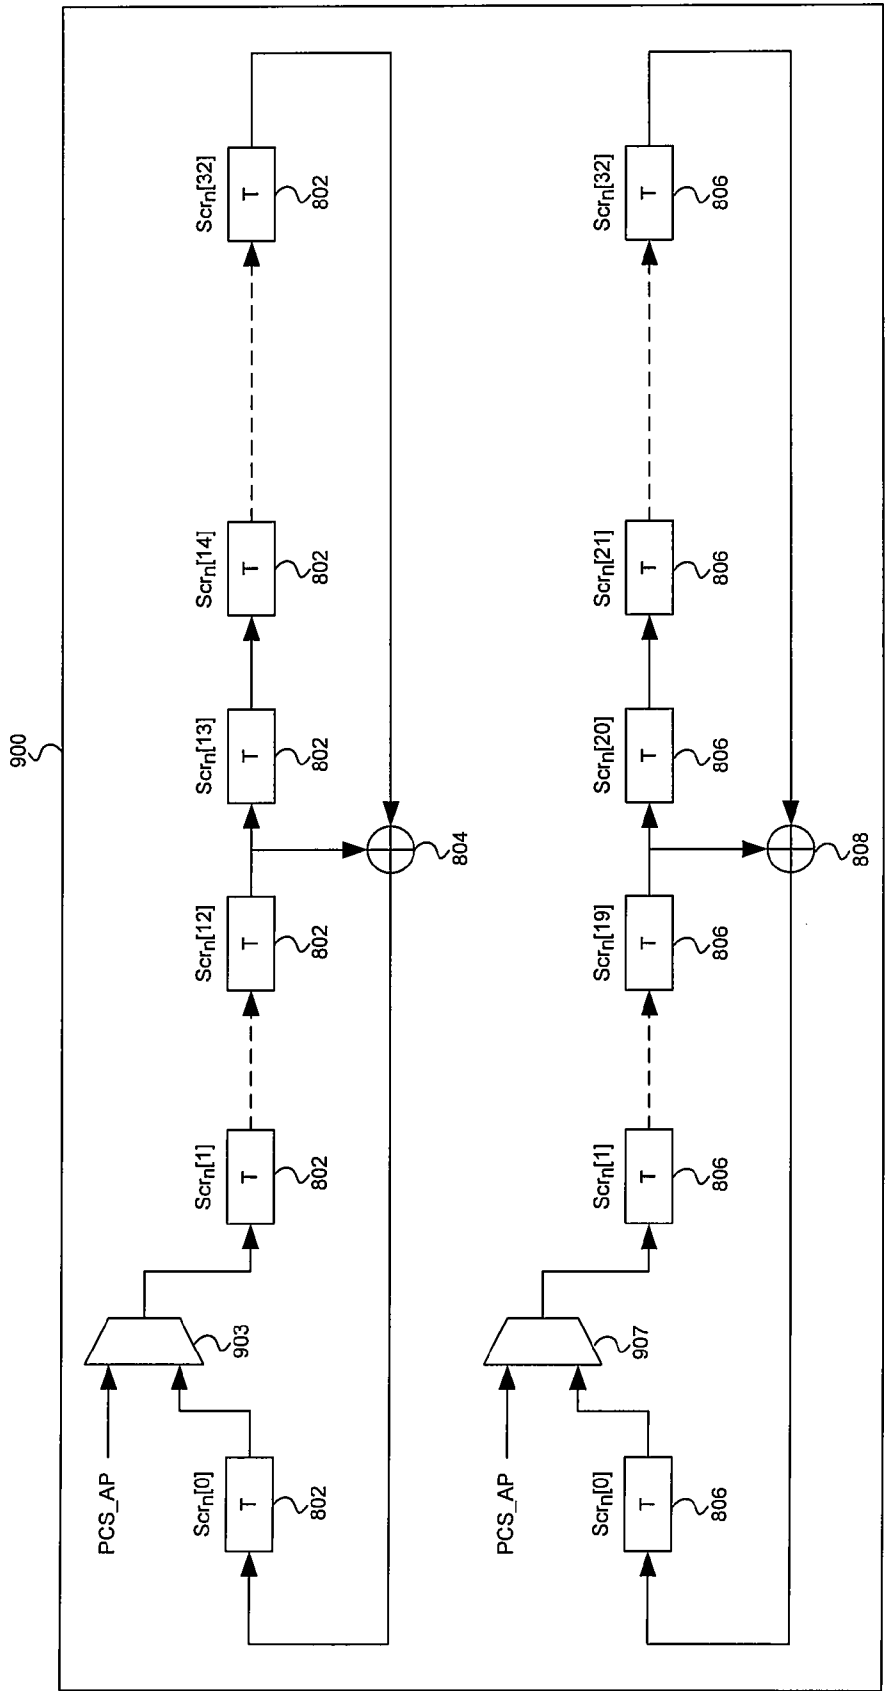 900
Scrn[0]
T
802
PCS_AP
903
Scrn[1]
T
802
Scrn[12]
T
802
Scrn[13]
T
802
Scrn[14]
T
802
Scrn[32]
T
802
804
Scrn[0]
T
806
PCS_AP
907
Scrn[1]
T
806
Scrn[19]
T
806
Scrn[20]
T
806
Scrn[21]
T
806
Scrn[32]
T
806
808